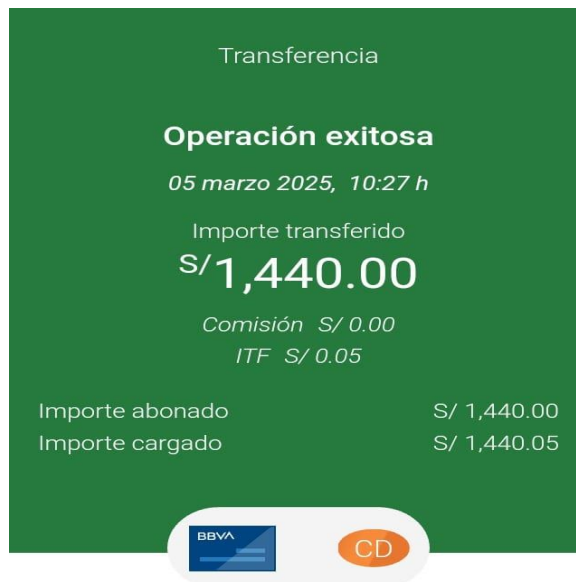 Transferencia
Operación exitosa
05 marzo 2025, 10:27 h
Importe transferido
S/1,440.00
Comisión S/ 0.00
ITF S/ 0.05
Importe abonado S/ 1,440.00
Importe cargado S/ 1,440.05
BBVA CD